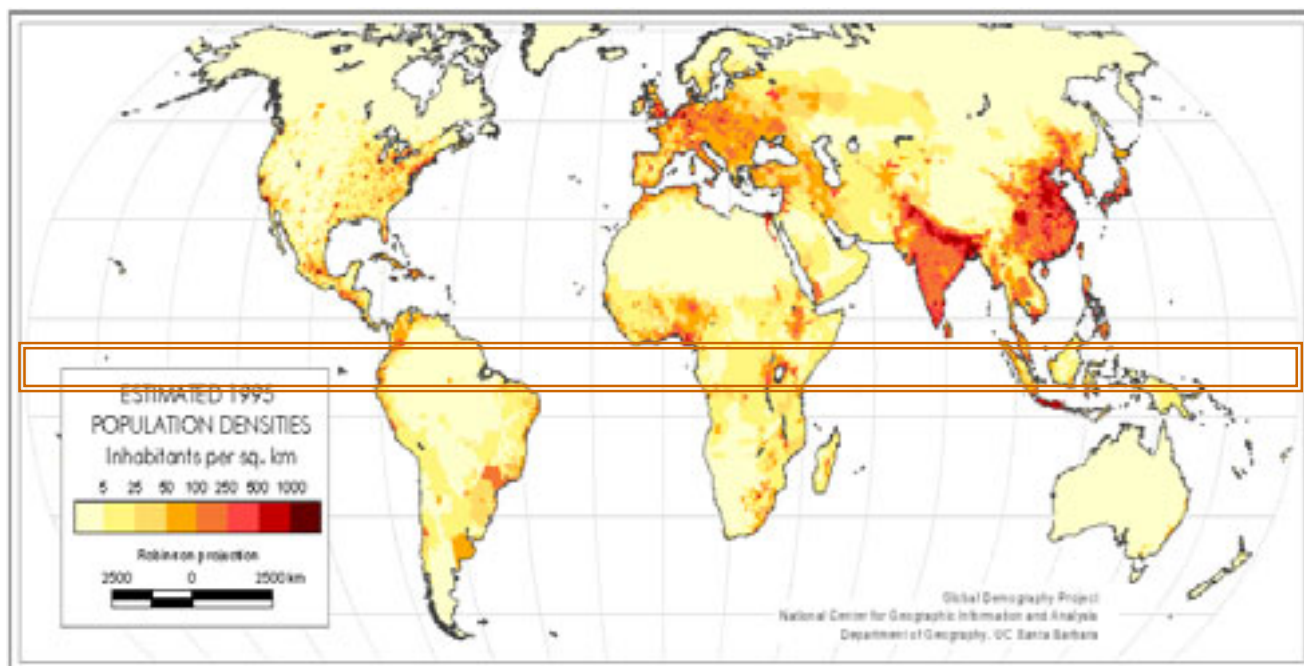 ESTIMATED 1995
POPULATION DENSITIES
Inhabitants per sq. km
5 25 50 100 250 500 1000
Robinson projection
2500 0 2500 km
Global Demography Project
National Center for Geographic Information and Analysis
Department of Geography, UC Santa Barbara